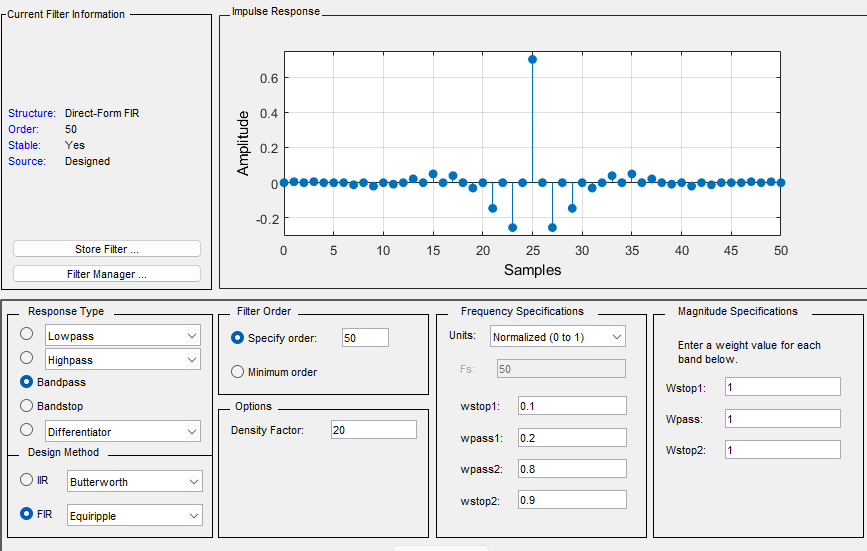 Current Filter Information
Structure: Direct-Form FIR
Order: 50
Stable: Yes
Source: Designed
Store Filter ...
Filter Manager ...
Impulse Response
Amplitude
0.6
0.4
0.2
0
-0.2
0 5 10 15 20 25 30 35 40 45 50
Samples
Response Type
Lowpass
Highpass
Bandpass
Bandstop
Differentiator
Design Method
IIR Butterworth
FIR Equiripple
Filter Order
Specify order: 50
Minimum order
Options
Density Factor: 20
Frequency Specifications
Units: Normalized (0 to 1)
Fs: 50
wstop1: 0.1
wpass1: 0.2
wpass2: 0.8
wstop2: 0.9
Magnitude Specifications
Enter a weight value for each
band below.
Wstop1: 1
Wpass: 1
Wstop2: 1